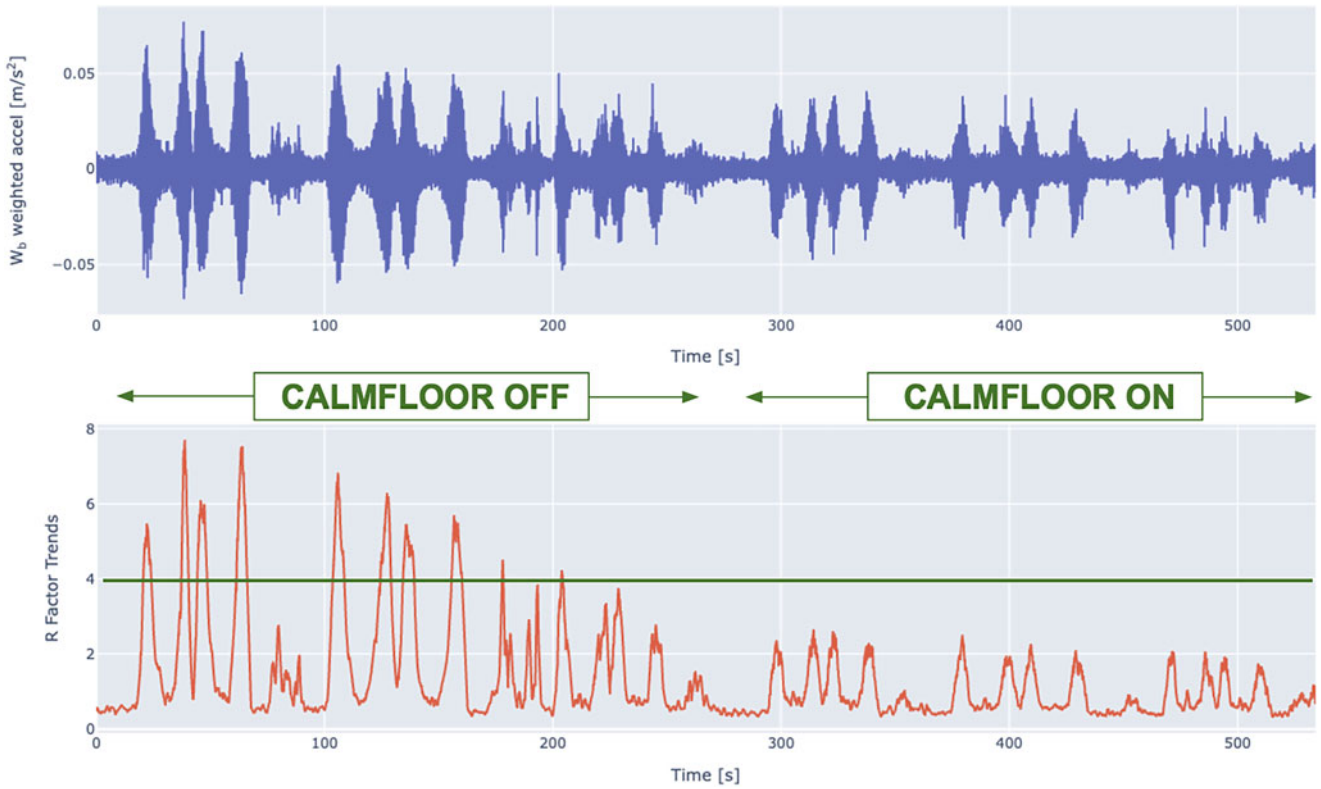 W_b weighted accel [m/s²]
0.05
0
−0.05
0 100 200 300 400 500
Time [s]
CALMFLOOR OFF
CALMFLOOR ON
R Factor Trends
8
6
4
2
0
0 100 200 300 400 500
Time [s]